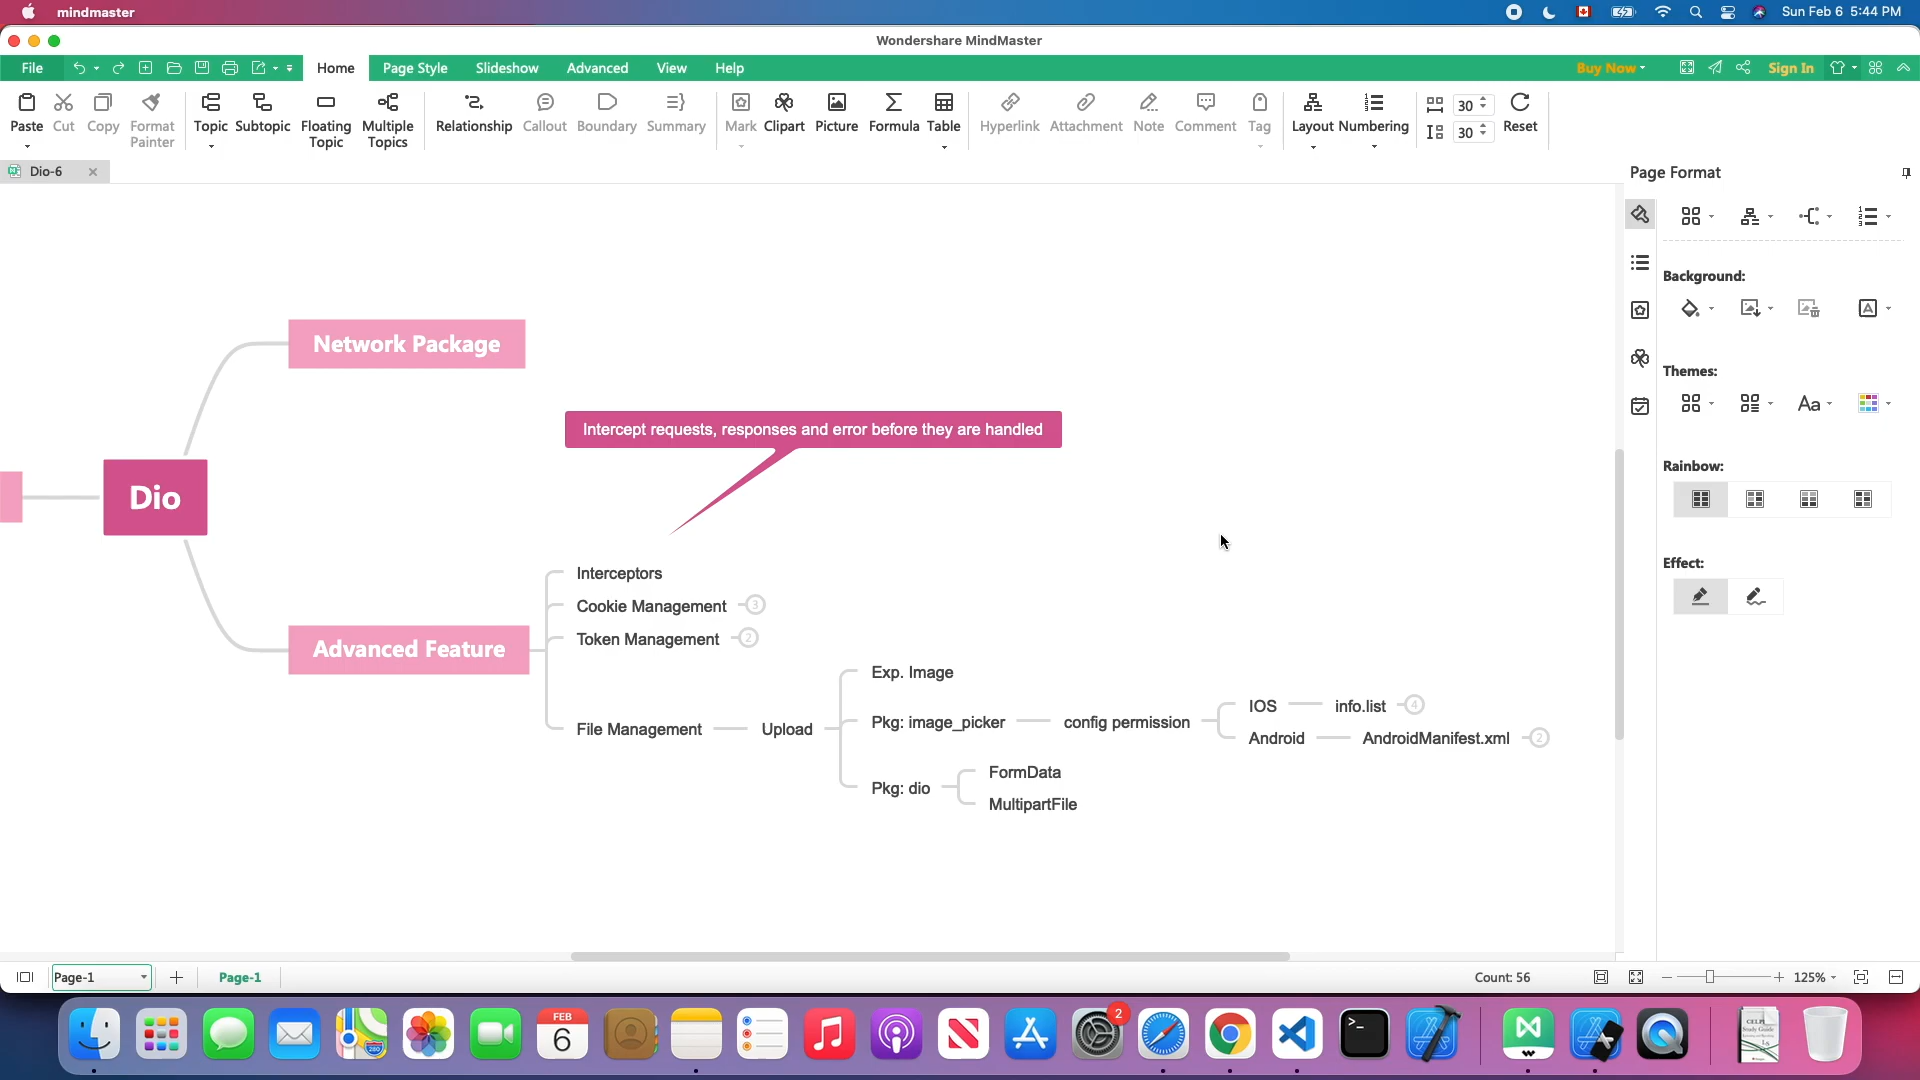 mindmaster
Sun Feb 6 5:44 PM
Wondershare MindMaster
File
Home
Page Style
Slideshow
Advanced
View
Help
Buy Now
Sign In
Paste
Cut
Copy
Format
Painter
Topic
Subtopic
Floating
Topic
Multiple
Topics
Relationship
Callout
Boundary
Summary
Mark
Clipart
Picture
Formula
Table
Hyperlink
Attachment
Note
Comment
Tag
Layout
Numbering
30
30
Reset
Dio-6
Page Format
Background:
Themes:
Aa
Rainbow:
Effect:
Network Package
Intercept requests, responses and error before they are handled
Dio
Interceptors
Cookie Management
3
Token Management
2
Advanced Feature
File Management
Upload
Exp. Image
Pkg: image_picker
config permission
IOS
info.list
4
Android
AndroidManifest.xml
2
Pkg: dio
FormData
MultipartFile
Page-1
Page-1
Count: 56
125%
FEB
6
2
280
CELPI
Study Guide